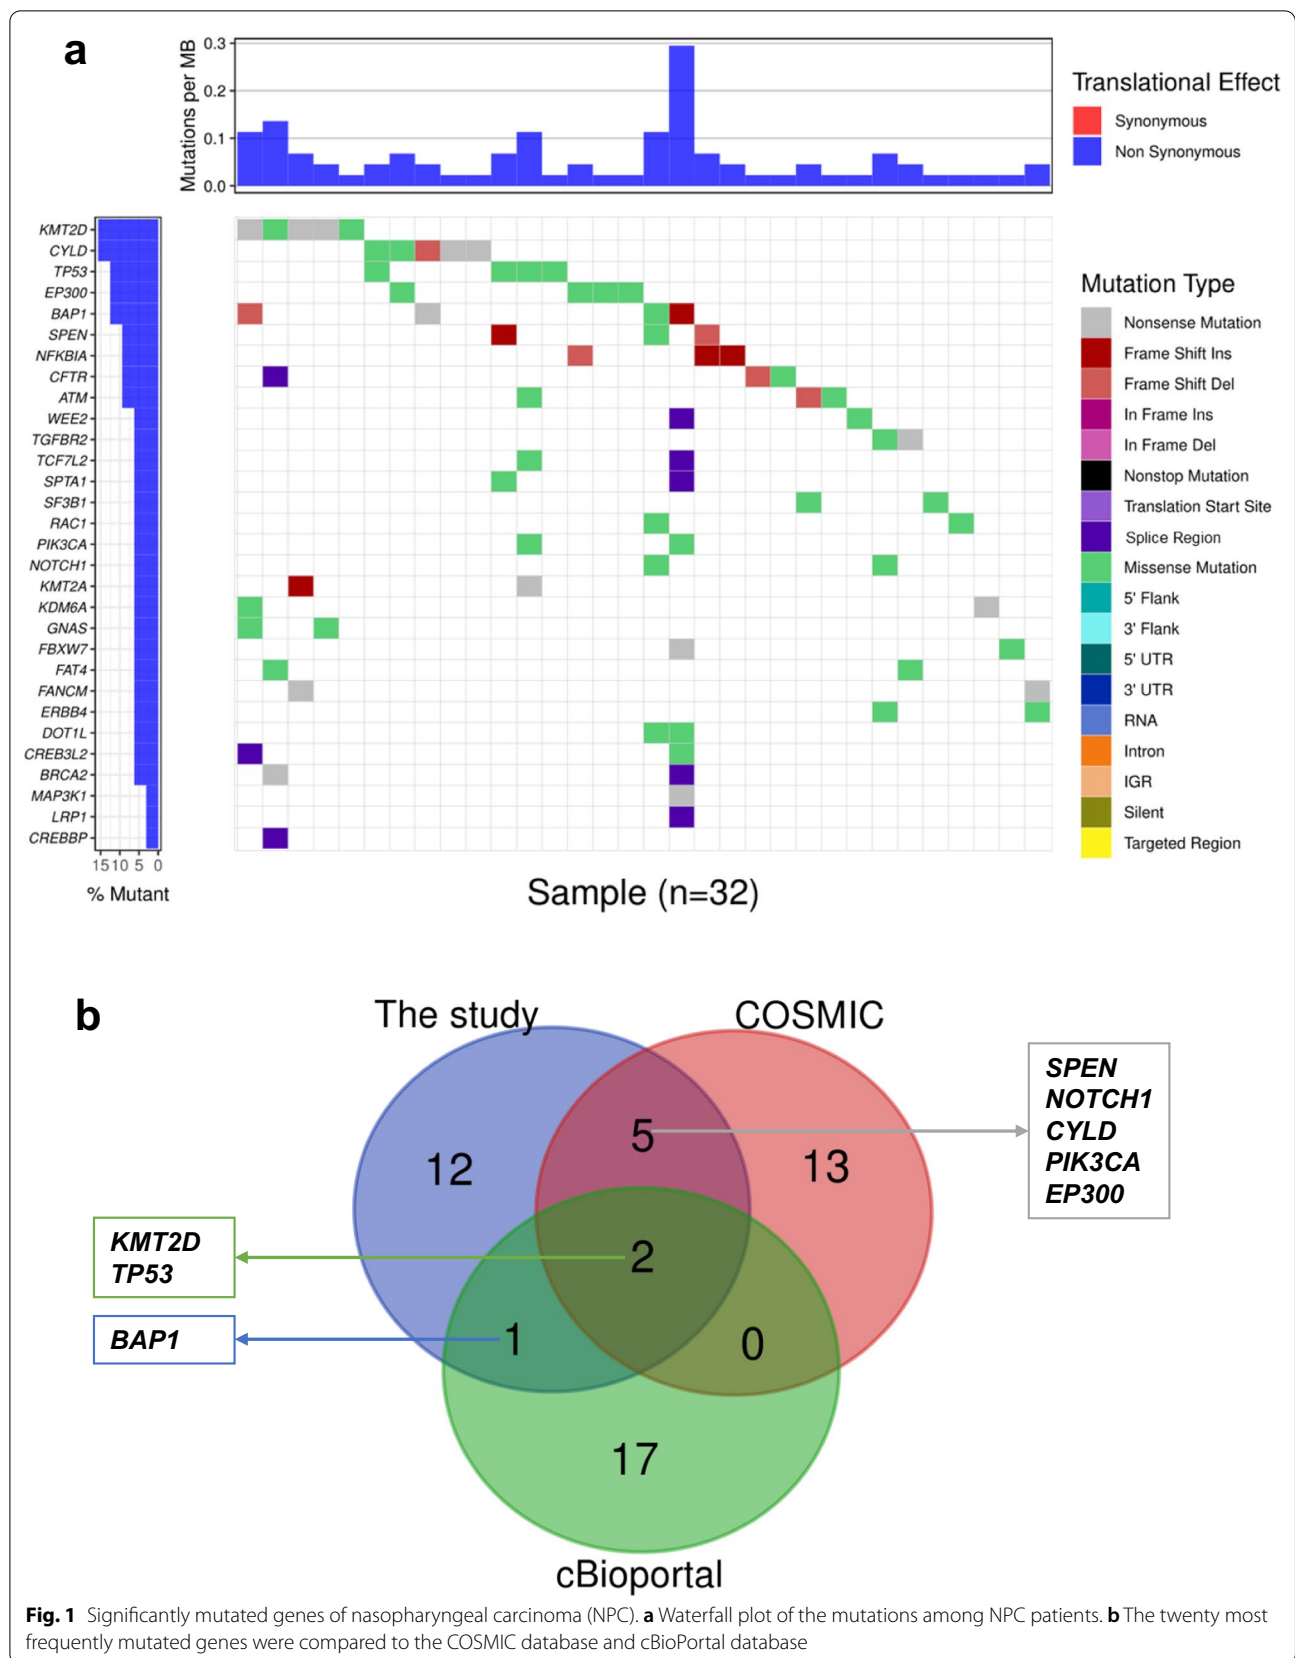 a
Mutations per MB
0.3
0.2
0.1
0.0
Translational Effect
Synonymous
Non Synonymous
KMT2D
CYLD
TP53
EP300
BAP1
SPEN
NFKBIA
CFTR
ATM
WEE2
TGFBR2
TCF7L2
SPTA1
SF3B1
RAC1
PIK3CA
NOTCH1
KMT2A
KDM6A
GNAS
FBXW7
FAT4
FANCM
ERBB4
DOT1L
CREB3L2
BRCA2
MAP3K1
LRP1
CREBBP
15 10 5 0
% Mutant
Sample (n=32)
Mutation Type
Nonsense Mutation
Frame Shift Ins
Frame Shift Del
In Frame Ins
In Frame Del
Nonstop Mutation
Translation Start Site
Splice Region
Missense Mutation
5' Flank
3' Flank
5' UTR
3' UTR
RNA
Intron
IGR
Silent
Targeted Region
b
The study
COSMIC
12
5
13
2
1
0
17
cBioportal
SPEN
NOTCH1
CYLD
PIK3CA
EP300
KMT2D
TP53
BAP1
Fig. 1 Significantly mutated genes of nasopharyngeal carcinoma (NPC). a Waterfall plot of the mutations among NPC patients. b The twenty most
frequently mutated genes were compared to the COSMIC database and cBioPortal database